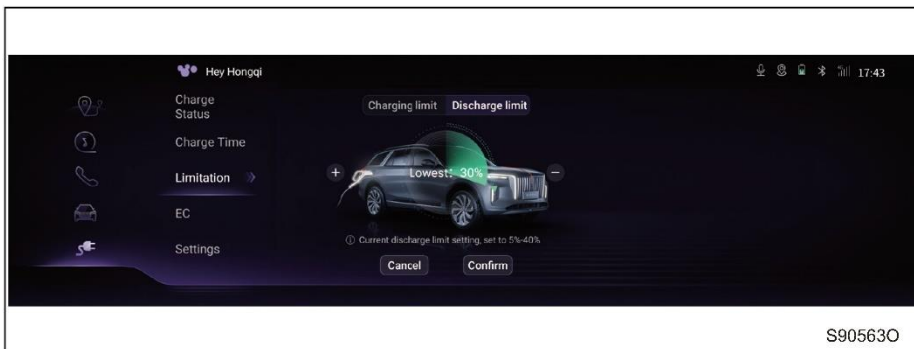 Hey Hongqi
17:43
Charge
Status
Charge Time
Limitation
EC
Settings
Charging limit Discharge limit
+ Lowest: 30% −
Current discharge limit setting, set to 5%-40%
Cancel Confirm
S90563O